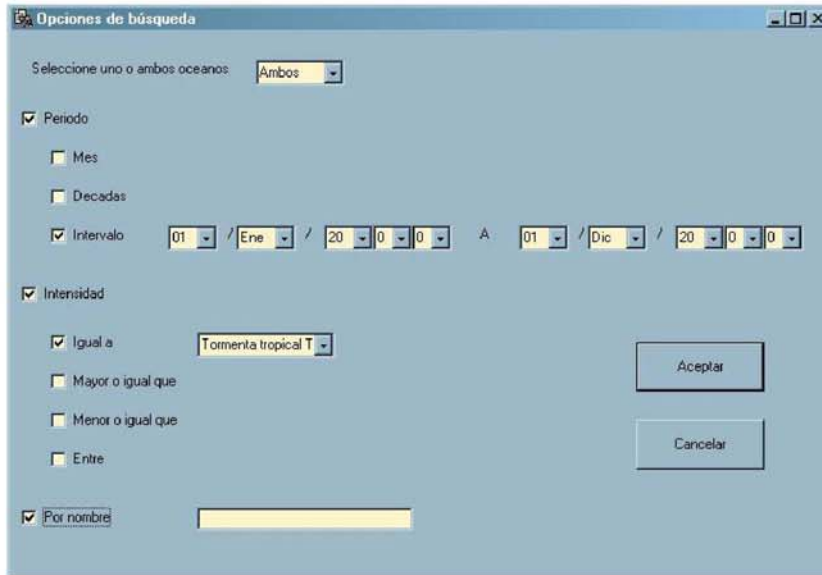 Opciones de búsqueda
Seleccione uno o ambos oceanos Ambos
Periodo
Mes
Decadas
Intervalo 01 / Ene / 20 0 0 A 01 / Dic / 20 0 0
Intensidad
Igual a Tormenta tropical T
Mayor o igual que
Menor o igual que
Entre
Aceptar
Cancelar
Por nombre